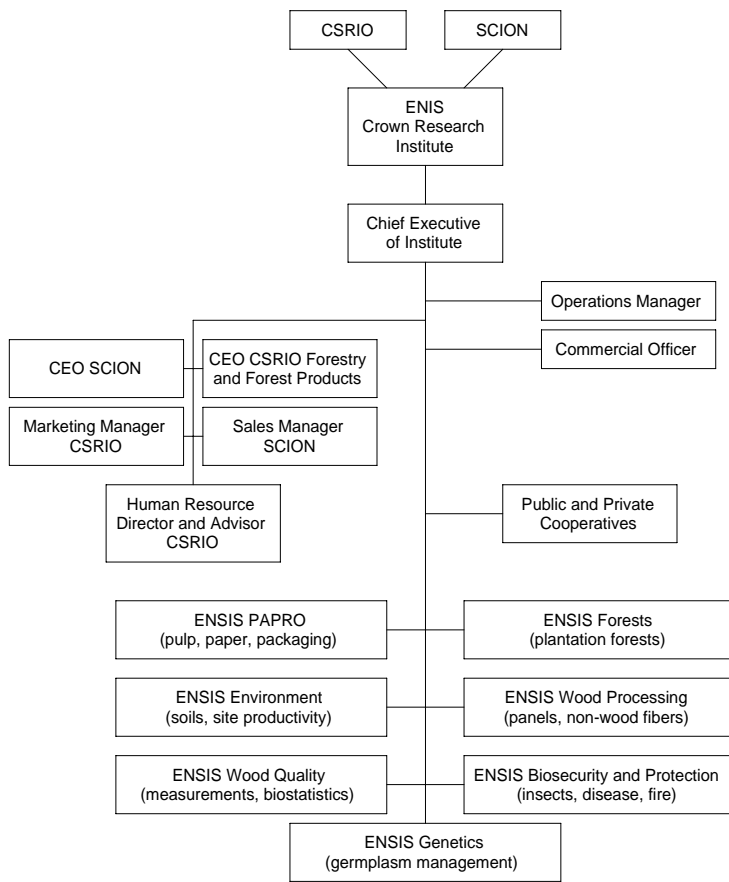 CSRIO
SCION
ENIS
Crown Research
Institute
Chief Executive
of Institute
Operations Manager
Commercial Officer
CEO SCION
CEO CSRIO Forestry
and Forest Products
Marketing Manager
CSRIO
Sales Manager
SCION
Human Resource
Director and Advisor
CSRIO
Public and Private
Cooperatives
ENSIS PAPRO
(pulp, paper, packaging)
ENSIS Forests
(plantation forests)
ENSIS Environment
(soils, site productivity)
ENSIS Wood Processing
(panels, non-wood fibers)
ENSIS Wood Quality
(measurements, biostatistics)
ENSIS Biosecurity and Protection
(insects, disease, fire)
ENSIS Genetics
(germplasm management)